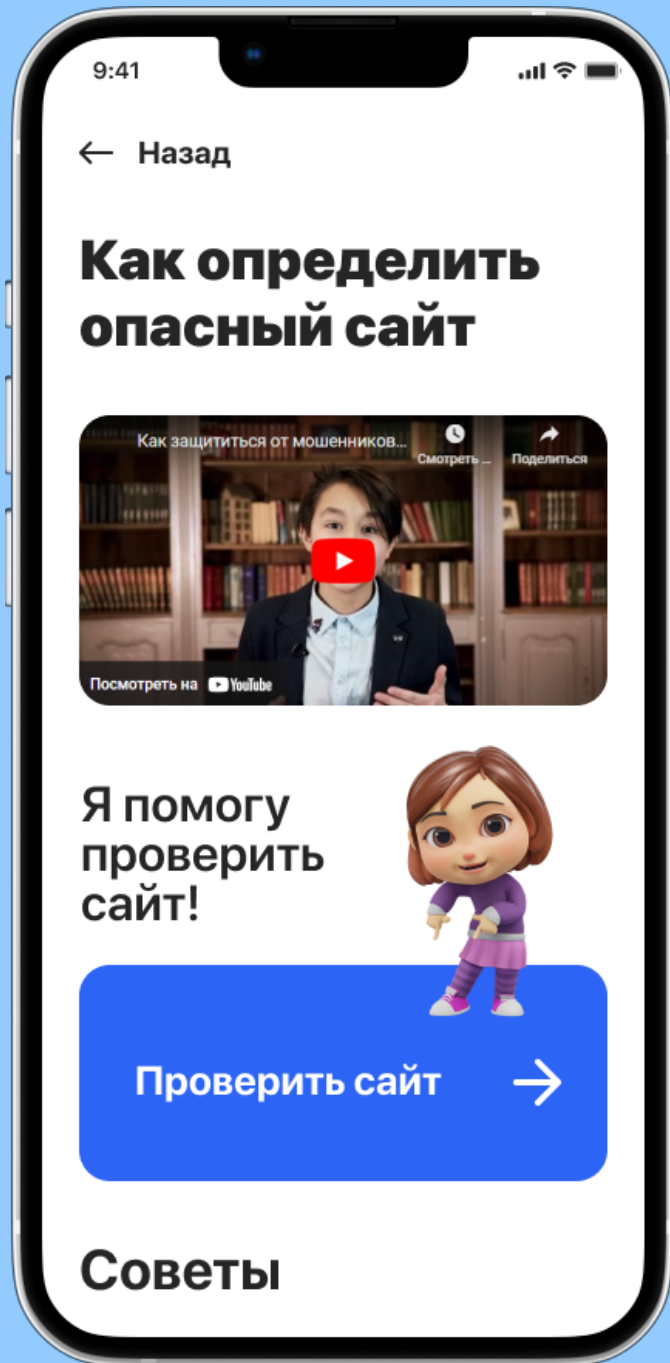 9:41
← Назад
Как определить
опасный сайт
Как защититься от мошенников...
Смотреть ...
Поделиться
Посмотреть на YouTube
Я помогу
проверить
сайт!
Проверить сайт →
Советы